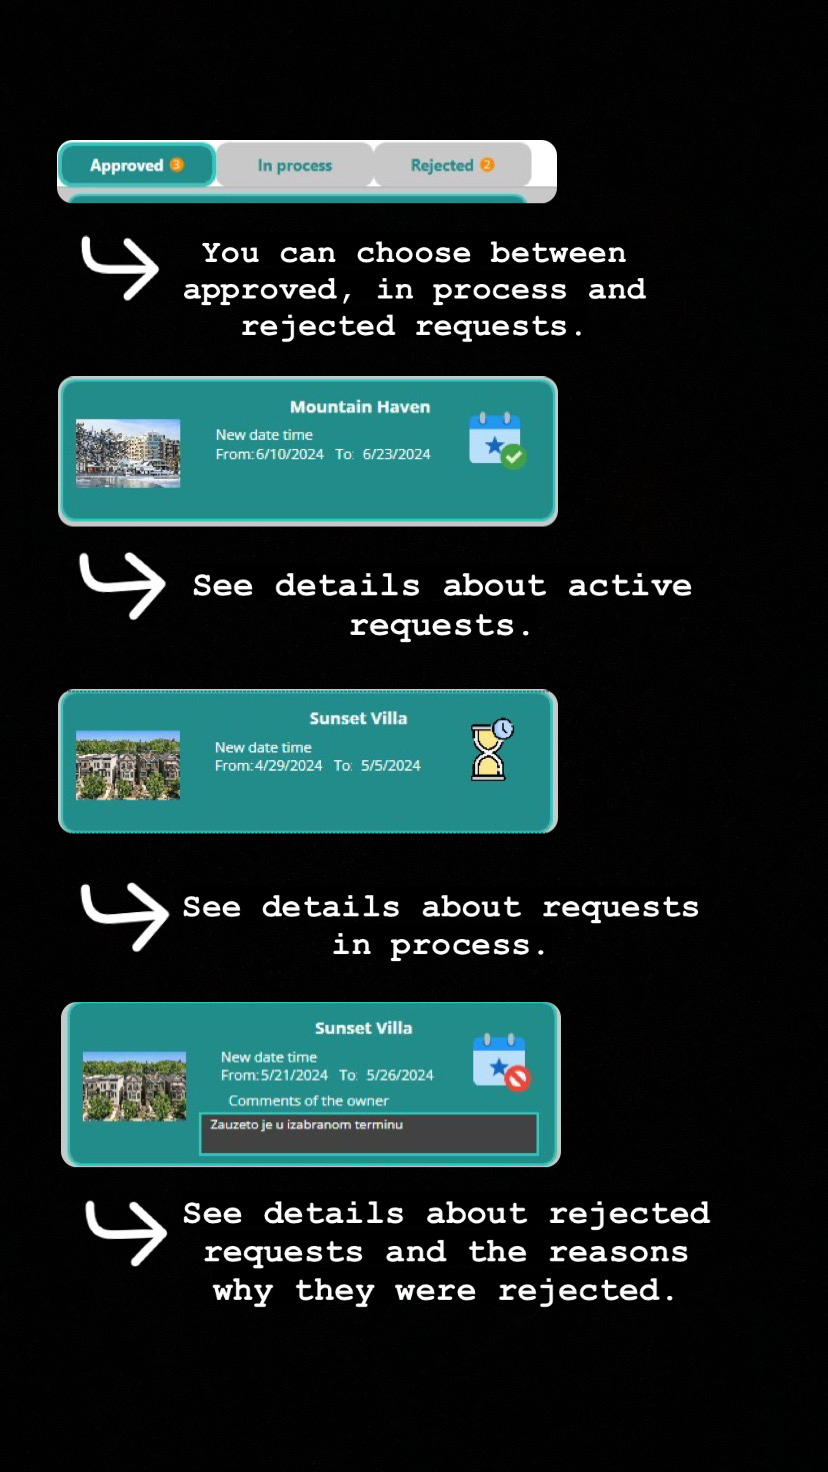 Approved 3 In process Rejected 2
You can choose between
approved, in process and
rejected requests.
Mountain Haven
New date time
From: 6/10/2024 To: 6/23/2024
See details about active
requests.
Sunset Villa
New date time
From: 4/29/2024 To: 5/5/2024
See details about requests
in process.
Sunset Villa
New date time
From: 5/21/2024 To: 5/26/2024
Comments of the owner
Zauzeto je u izabranom terminu
See details about rejected
requests and the reasons
why they were rejected.